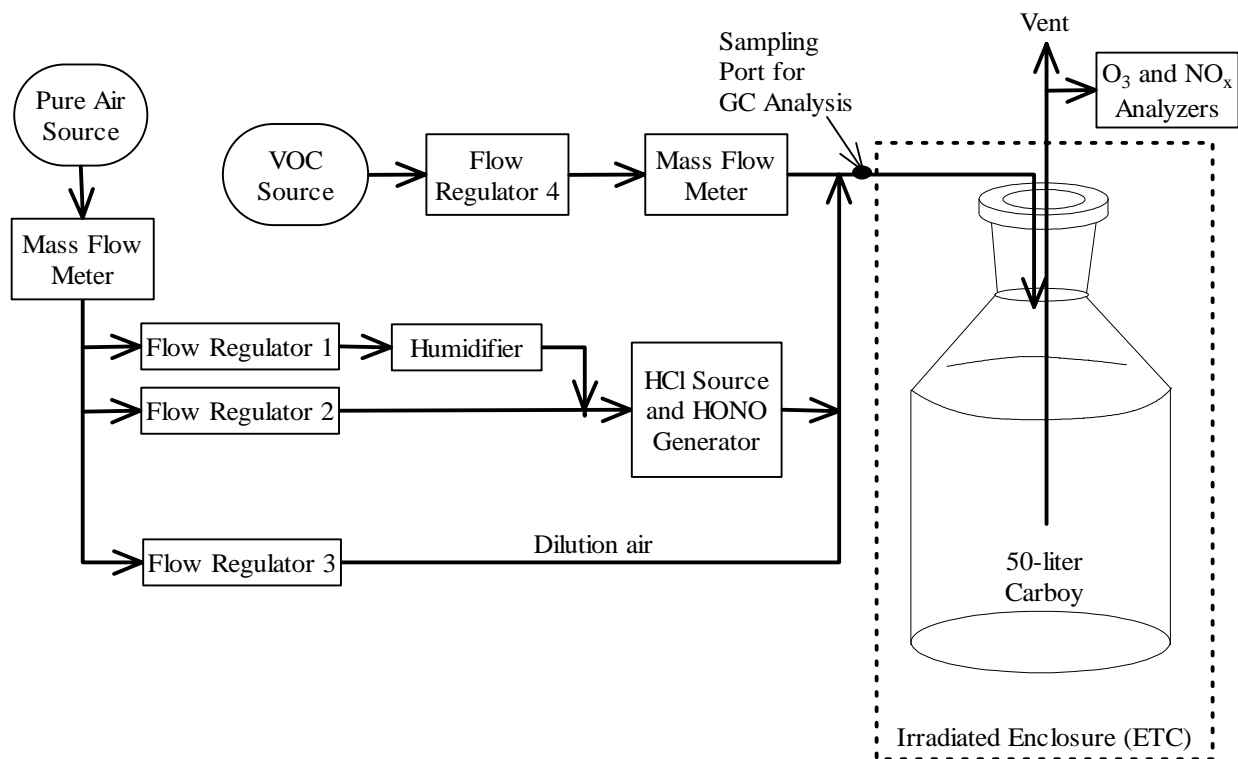 Vent
Sampling
Port for
GC Analysis
O3 and NOx
Analyzers
Pure Air
Source
VOC
Source
Flow
Regulator 4
Mass Flow
Meter
Mass Flow
Meter
Flow Regulator 1
Humidifier
Flow Regulator 2
HCl Source
and HONO
Generator
Flow Regulator 3
Dilution air
50-liter
Carboy
Irradiated Enclosure (ETC)